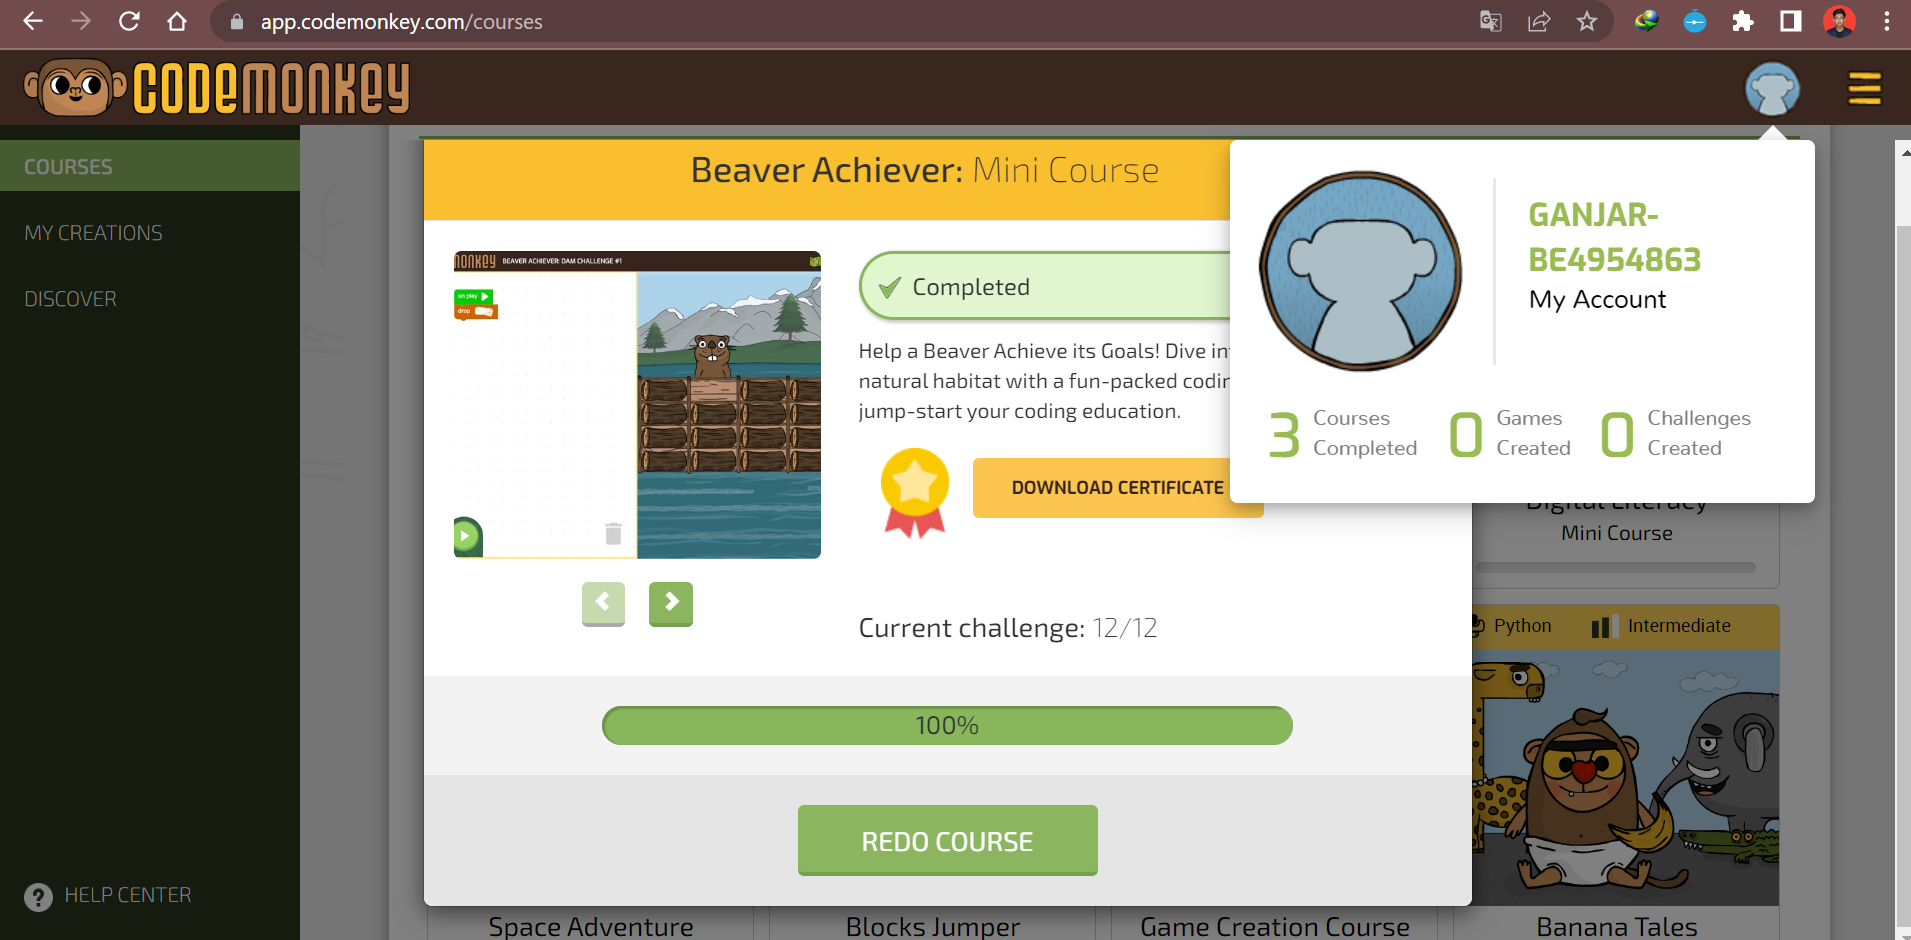 app.codemonkey.com/courses
CODEMONKEY
COURSES
MY CREATIONS
DISCOVER
HELP CENTER
Beaver Achiever: Mini Course
MONKEY BEAVER ACHIEVER: DAM CHALLENGE #1
on play
drop
Completed
Help a Beaver Achieve its Goals! Dive in
natural habitat with a fun-packed codin
jump-start your coding education.
DOWNLOAD CERTIFICATE
Current challenge: 12/12
100%
REDO COURSE
GANJAR-
BE4954863
My Account
3 Courses Completed
0 Games Created
0 Challenges Created
Digital Literacy
Mini Course
Python Intermediate
Space Adventure
Blocks Jumper
Game Creation Course
Banana Tales